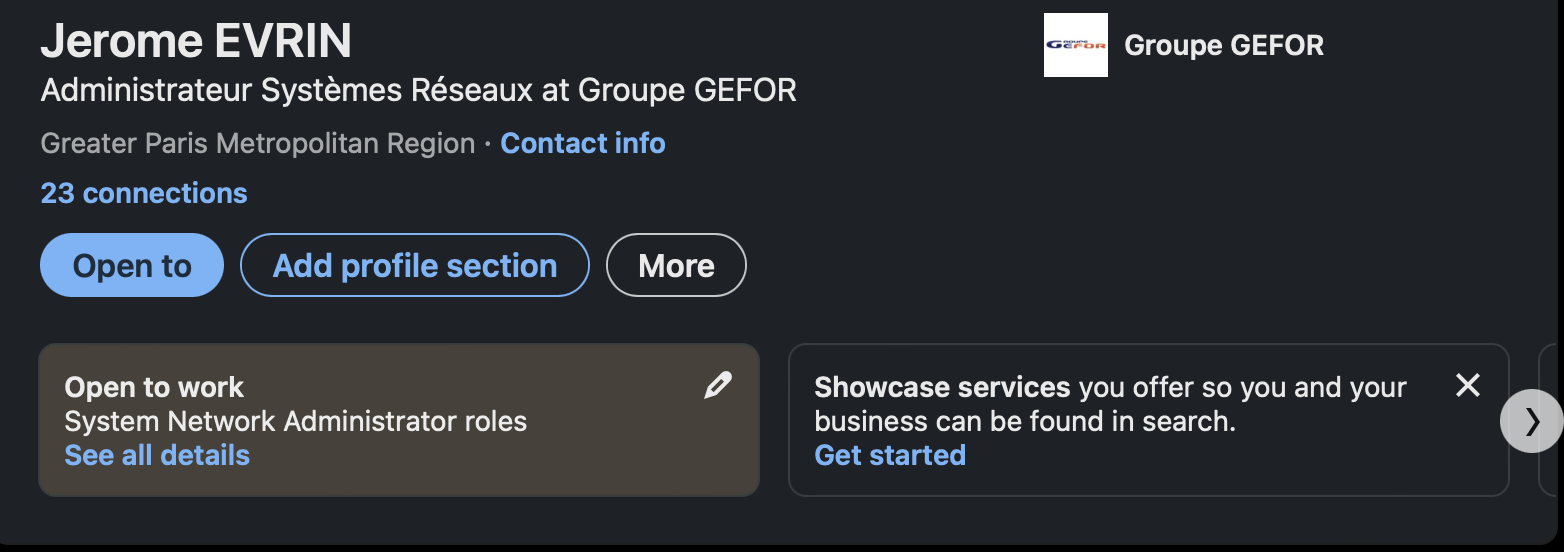 Jerome EVRIN
Administrateur Systèmes Réseaux at Groupe GEFOR
Greater Paris Metropolitan Region · Contact info
23 connections
GROUPE
GEFOR
Groupe GEFOR
Open to
Add profile section
More
Open to work
System Network Administrator roles
See all details
Showcase services you offer so you and your
business can be found in search.
Get started